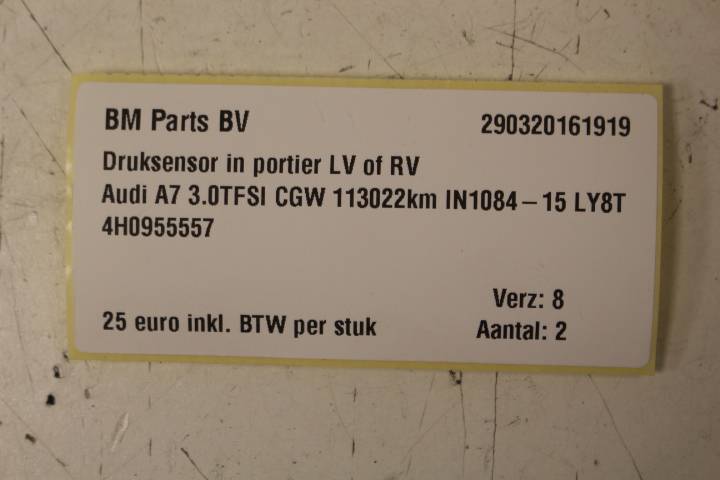 BM Parts BV 290320161919
Druksensor in portier LV of RV
Audi A7 3.0TFSI CGW 113022km IN1084-15 LY8T
4H0955557
Verz: 8
25 euro inkl. BTW per stuk Aantal: 2